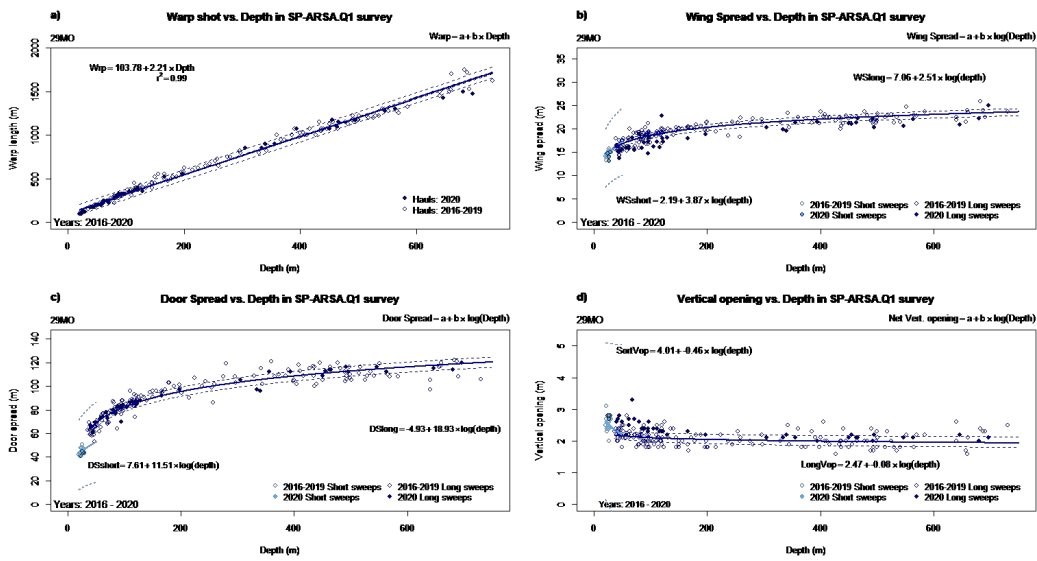 a) Warp shot vs. Depth in SP-ARSA.Q1 survey
29MO Warp = a + b × Depth
Wrp = 103.78 + 2.21 × Dpth
r² = 0.99
Warp length (m)
0 500 1000 1500 2000
Hauls: 2020
Hauls: 2016-2019
Years: 2016-2020
0 200 400 600
Depth (m)
b) Wing Spread vs. Depth in SP-ARSA.Q1 survey
29MO Wing Spread = a + b × log(Depth)
WSlong = 7.06 + 2.51 × log(depth)
Wing spread (m)
0 5 10 15 20 25 30 35
WSshort = 2.19 + 3.87 × log(depth)
2016-2019 Short sweeps 2016-2019 Long sweeps
2020 Short sweeps 2020 Long sweeps
Years: 2016 - 2020
0 200 400 600
Depth (m)
c) Door Spread vs. Depth in SP-ARSA.Q1 survey
29MO Door Spread = a + b × log(Depth)
Door spread (m)
0 20 40 60 80 100 120 140
DSlong = -4.93 + 18.93 × log(depth)
DSshort = 7.61 + 11.51 × log(depth)
2016-2019 Short sweeps 2016-2019 Long sweeps
2020 Short sweeps 2020 Long sweeps
Years: 2016 - 2020
0 200 400 600
Depth (m)
d) Vertical opening vs. Depth in SP-ARSA.Q1 survey
29MO Net Vert. opening = a + b × log(Depth)
SortVop = 4.01 + -0.46 × log(depth)
Vertical opening (m)
0 1 2 3 4 5
LongVop = 2.47 + -0.08 × log(depth)
2016-2019 Short sweeps 2016-2019 Long sweeps
2020 Short sweeps 2020 Long sweeps
Years: 2016 - 2020
0 200 400 600
Depth (m)